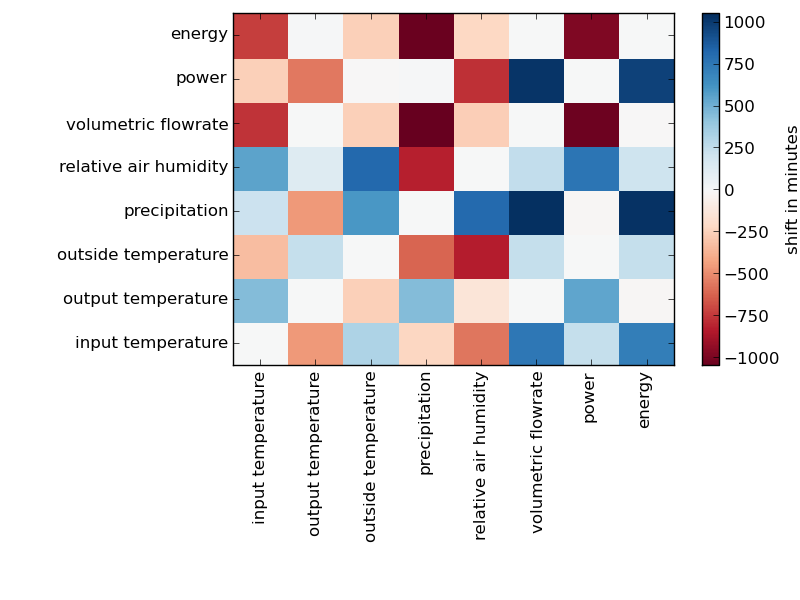 energy
power
volumetric flowrate
relative air humidity
precipitation
outside temperature
output temperature
input temperature
input temperature
output temperature
outside temperature
precipitation
relative air humidity
volumetric flowrate
power
energy
1000
750
500
250
0
−250
−500
−750
−1000
shift in minutes